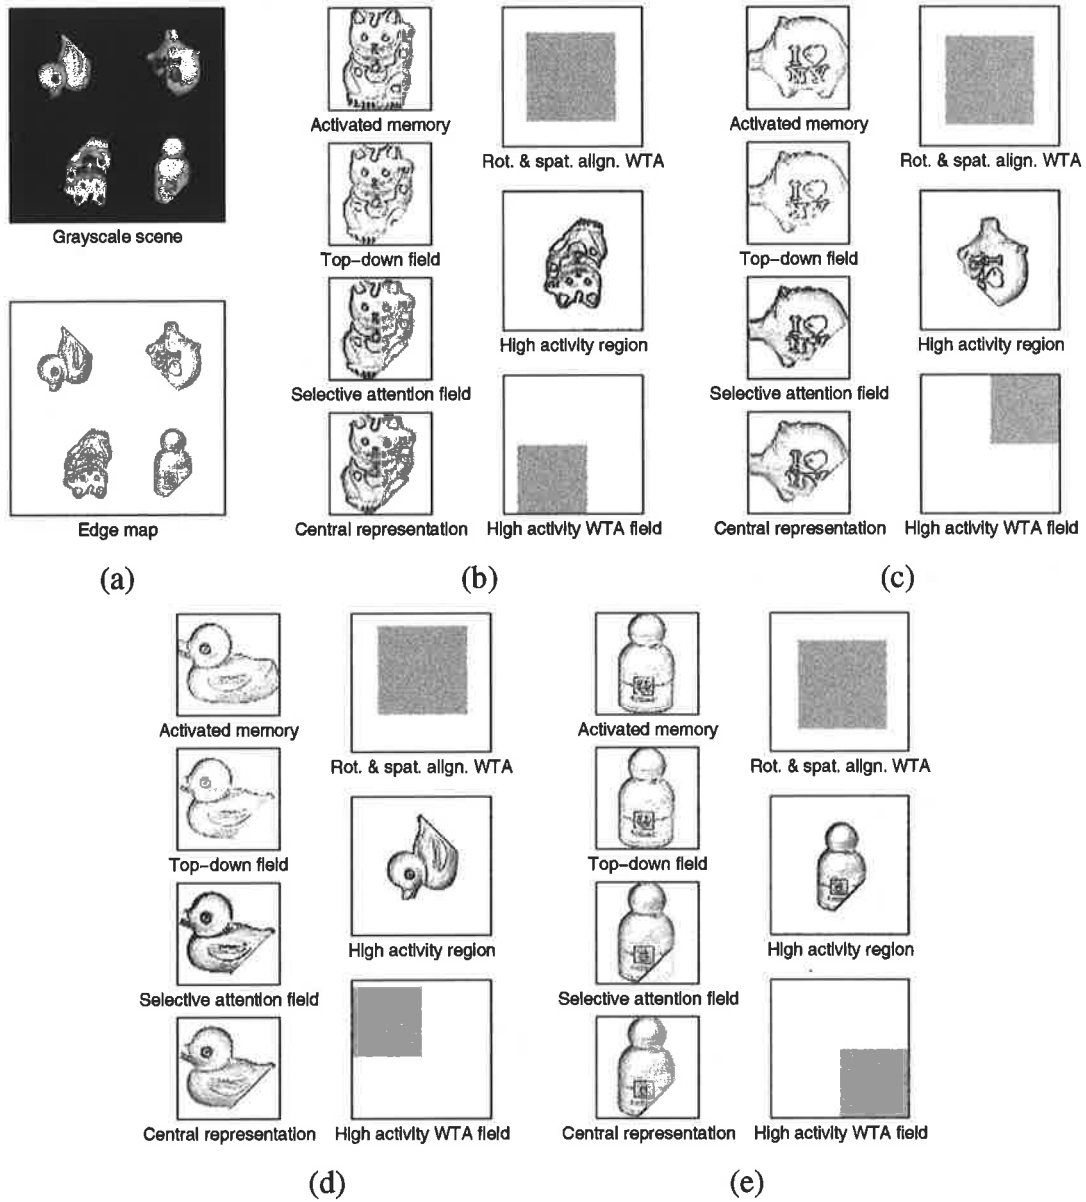 Grayscale scene
Edge map
(a)
Activated memory
Top-down field
Selective attention field
Central representation
Rot. & spat. align. WTA
High activity region
High activity WTA field
(b)
I
NY
Activated memory
I
Top-down field
I
NY
Selective attention field
I
Central representation
Rot. & spat. align. WTA
High activity region
High activity WTA field
(c)
Activated memory
Top-down field
Selective attention field
Central representation
Rot. & spat. align. WTA
High activity region
High activity WTA field
(d)
Activated memory
Top-down field
Selective attention field
Central representation
Rot. & spat. align. WTA
High activity region
High activity WTA field
(e)